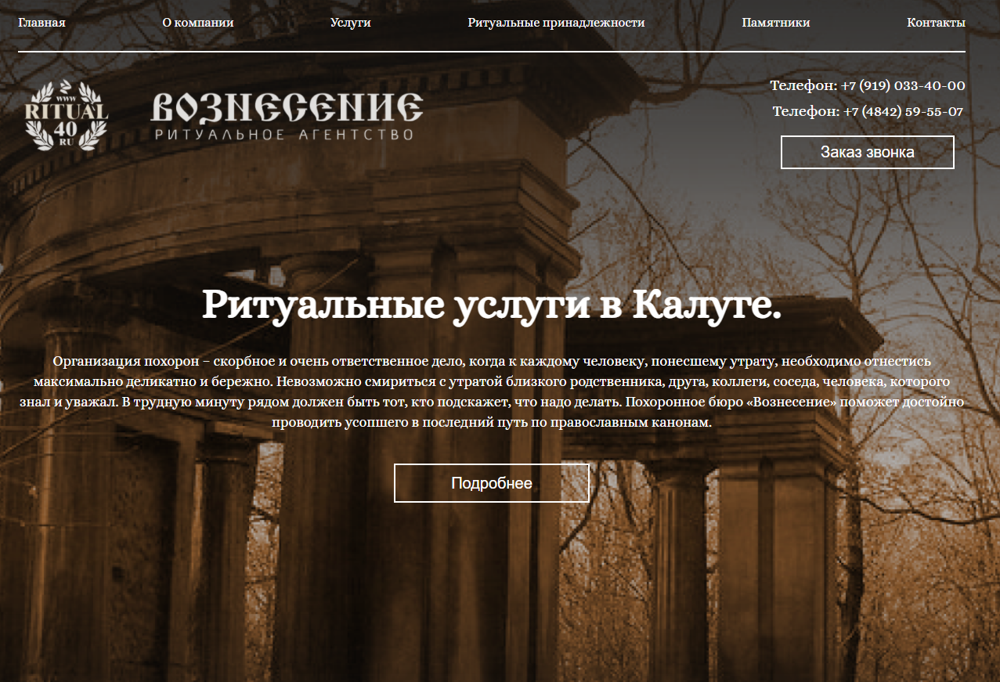 Главная О компании Услуги Ритуальные принадлежности Памятники Контакты
WWW
RITUAL
40
RU
ВОЗНЕСЕНИЕ
РИТУАЛЬНОЕ АГЕНТСТВО
Телефон: +7 (919) 033-40-00
Телефон: +7 (4842) 59-55-07
Заказ звонка
Ритуальные услуги в Калуге.
Организация похорон – скорбное и очень ответственное дело, когда к каждому человеку, понесшему утрату, необходимо отнестись
максимально деликатно и бережно. Невозможно смириться с утратой близкого родственника, друга, коллеги, соседа, человека, которого
знал и уважал. В трудную минуту рядом должен быть тот, кто подскажет, что надо делать. Похоронное бюро «Вознесение» поможет достойно
проводить усопшего в последний путь по православным канонам.
Подробнее